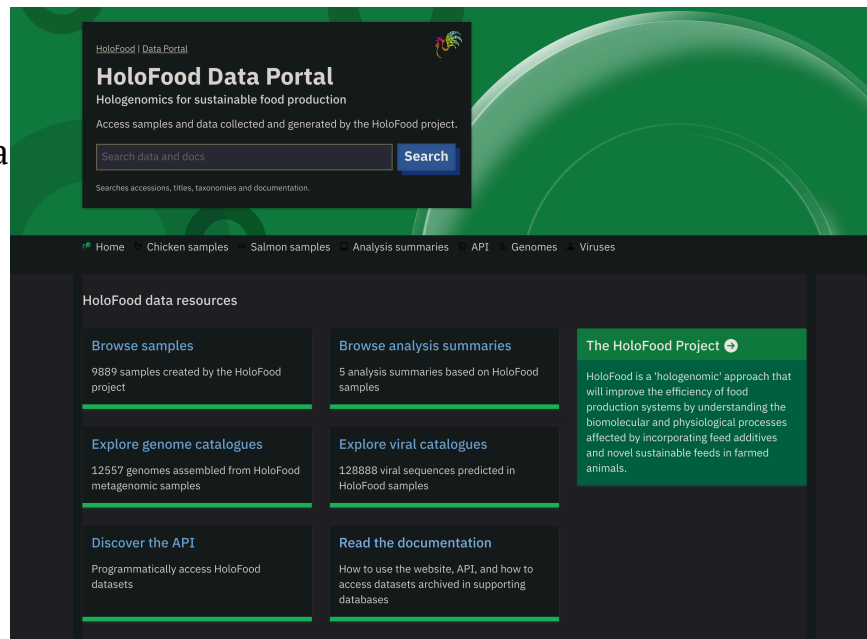 HoloFood | Data Portal
HoloFood Data Portal
Hologenomics for sustainable food production
Access samples and data collected and generated by the HoloFood project.
a
Search data and docs
Search
Searches accessions, titles, taxonomies and documentation.
Home Chicken samples Salmon samples Analysis summaries API Genomes Viruses
HoloFood data resources
Browse samples
9889 samples created by the HoloFood
project
Browse analysis summaries
5 analysis summaries based on HoloFood
samples
The HoloFood Project
HoloFood is a 'hologenomic' approach that
will improve the efficiency of food
production systems by understanding the
biomolecular and physiological processes
affected by incorporating feed additives
and novel sustainable feeds in farmed
animals.
Explore genome catalogues
12557 genomes assembled from HoloFood
metagenomic samples
Explore viral catalogues
128888 viral sequences predicted in
HoloFood samples
Discover the API
Programmatically access HoloFood
datasets
Read the documentation
How to use the website, API, and how to
access datasets archived in supporting
databases